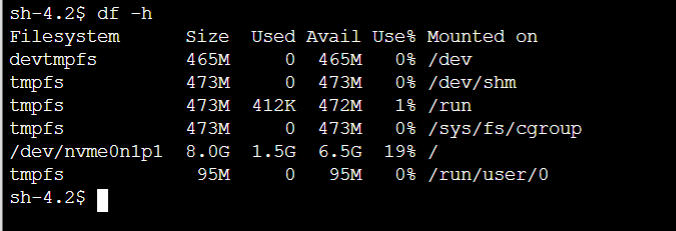 sh-4.2$ df -h
Filesystem      Size  Used Avail Use% Mounted on
devtmpfs        465M     0  465M   0% /dev
tmpfs           473M     0  473M   0% /dev/shm
tmpfs           473M  412K  472M   1% /run
tmpfs           473M     0  473M   0% /sys/fs/cgroup
/dev/nvme0n1p1  8.0G  1.5G  6.5G  19% /
tmpfs            95M     0   95M   0% /run/user/0
sh-4.2$